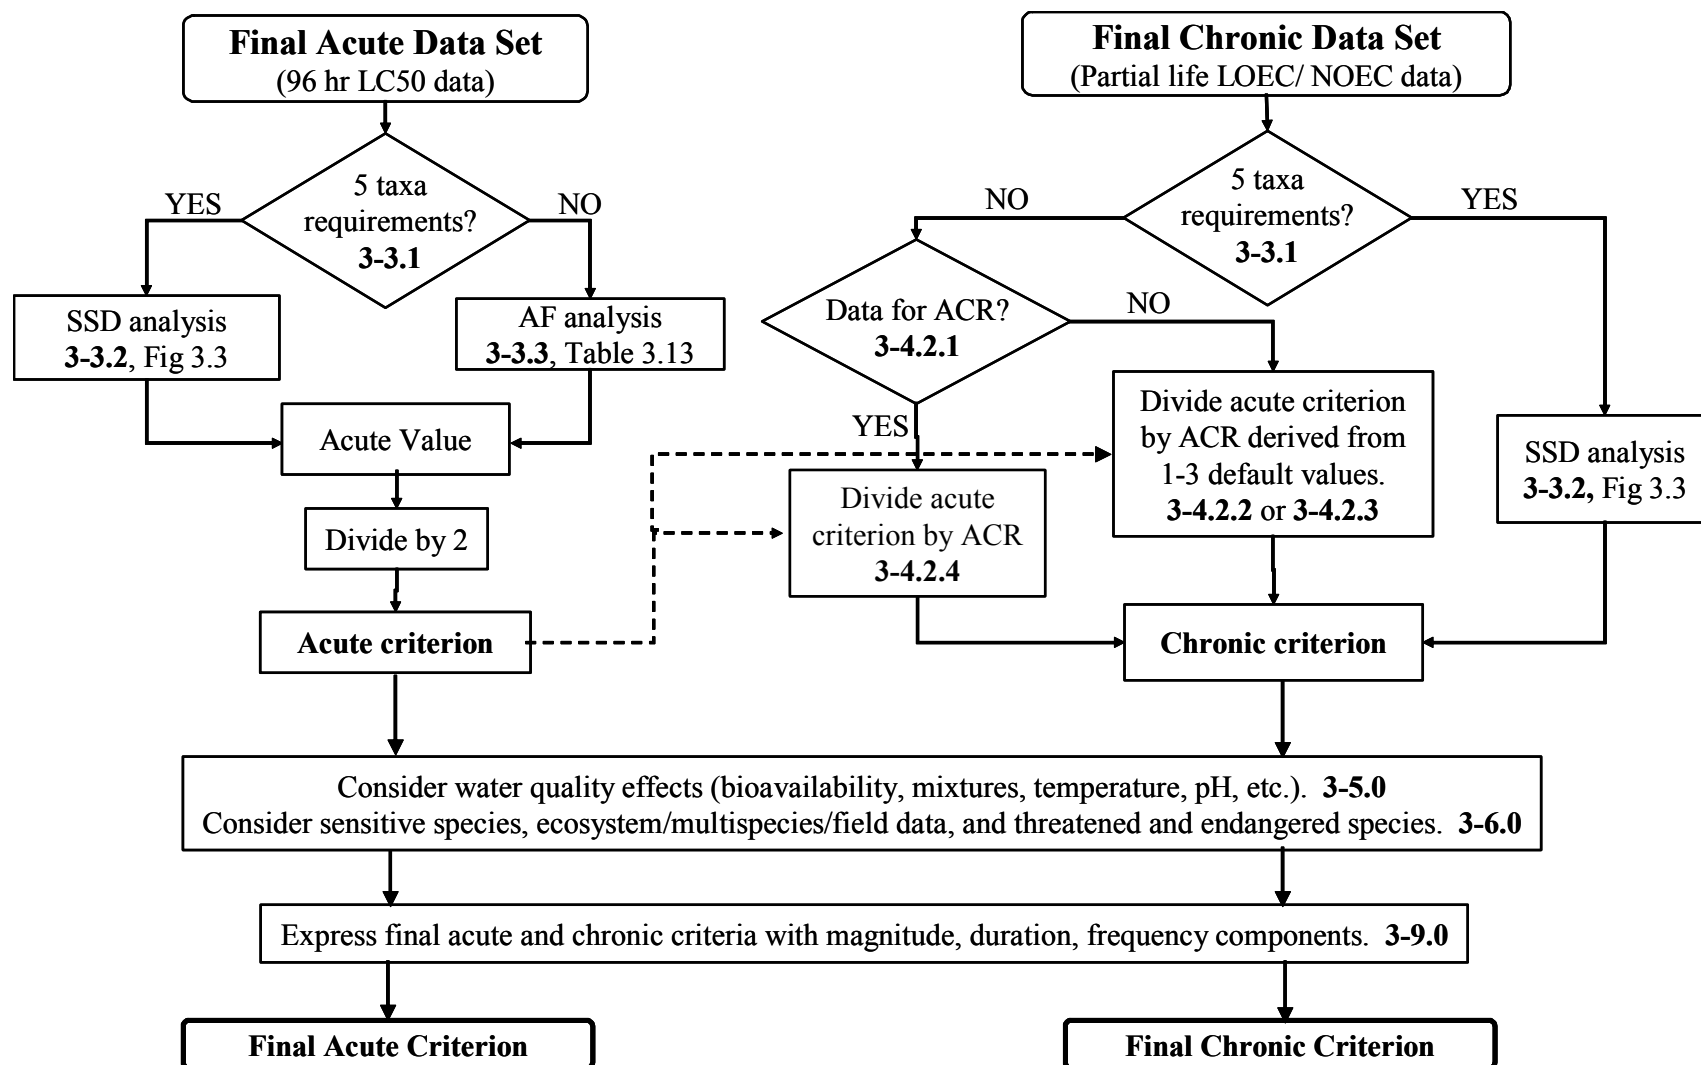 Final Acute Data Set
(96 hr LC50 data)
Final Chronic Data Set
(Partial life LOEC/ NOEC data)
5 taxa
requirements?
3-3.1
YES
NO
SSD analysis
3-3.2, Fig 3.3
AF analysis
3-3.3, Table 3.13
Acute Value
Divide by 2
Acute criterion
5 taxa
requirements?
3-3.1
NO
YES
Data for ACR?
3-4.2.1
NO
YES
Divide acute
criterion by ACR
3-4.2.4
Divide acute criterion
by ACR derived from
1-3 default values.
3-4.2.2 or 3-4.2.3
SSD analysis
3-3.2, Fig 3.3
Chronic criterion
Consider water quality effects (bioavailability, mixtures, temperature, pH, etc.). 3-5.0
Consider sensitive species, ecosystem/multispecies/field data, and threatened and endangered species. 3-6.0
Express final acute and chronic criteria with magnitude, duration, frequency components. 3-9.0
Final Acute Criterion
Final Chronic Criterion